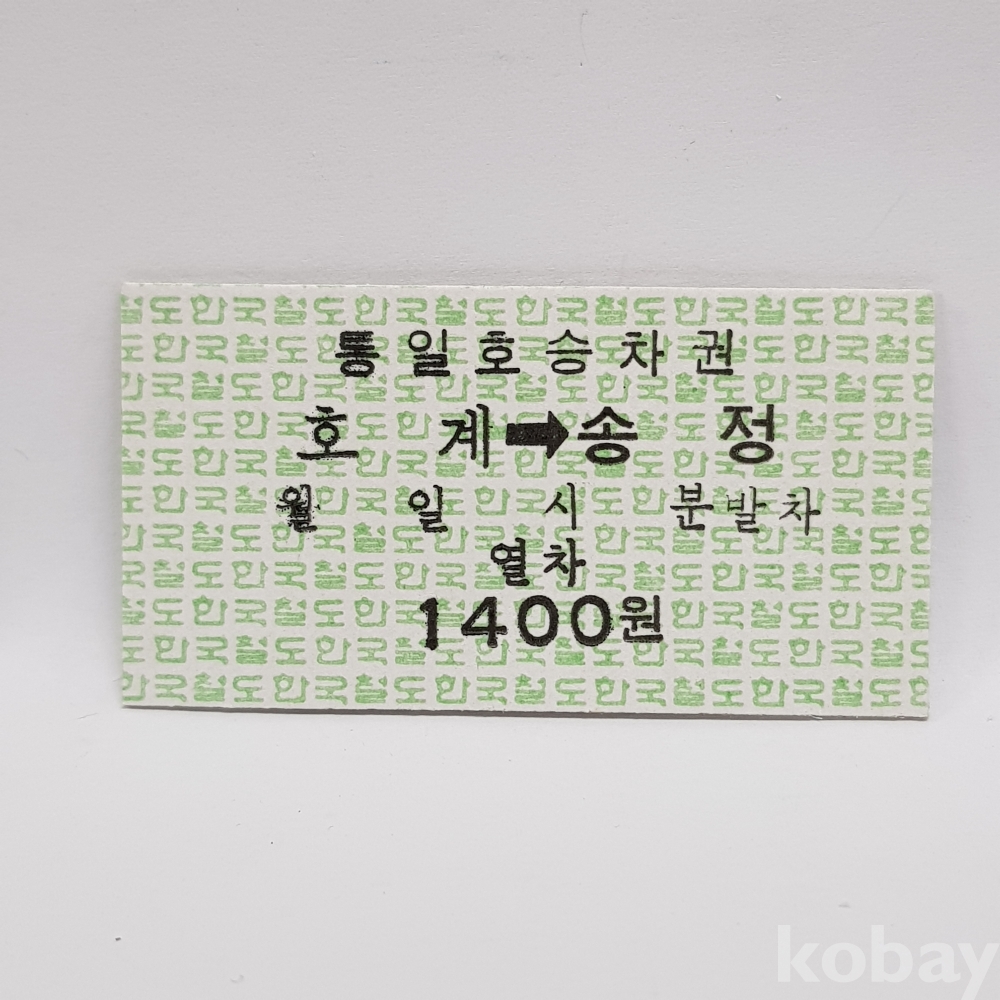 통일호승차권
호 계➡송 정
월 일 시 분발차
열차
1400원
kobay